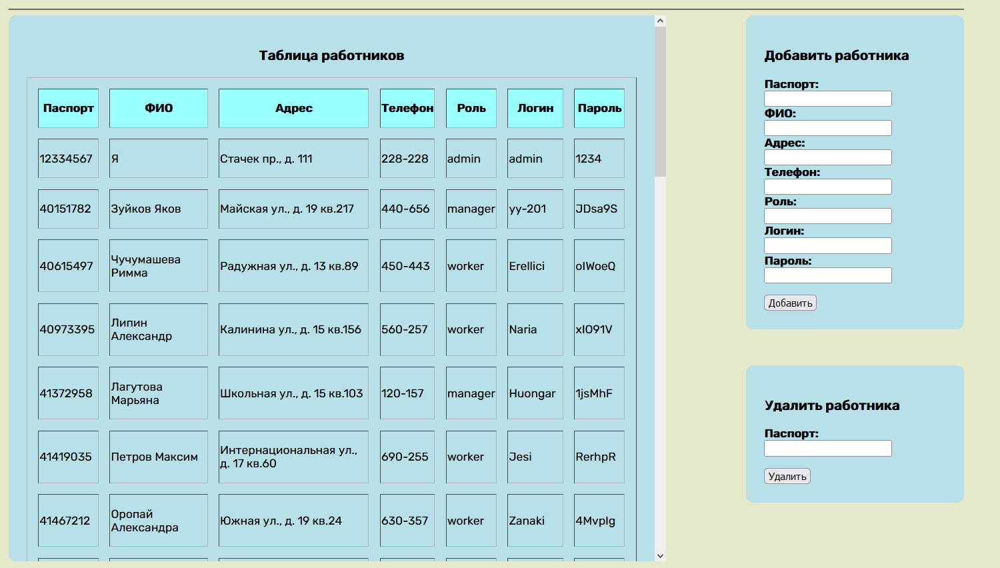 Таблица работников
Паспорт ФИО Адрес Телефон Роль Логин Пароль
12334567 Я Стачек пр., д. 111 228-228 admin admin 1234
40151782 Зуйков Яков Майская ул., д. 19 кв.217 440-656 manager yy-201 JDsa9S
40615497 Чучумашева Римма Радужная ул., д. 13 кв.89 450-443 worker Erellici oIWoeQ
40973395 Липин Александр Калинина ул., д. 15 кв.156 560-257 worker Naria xIO91V
41372958 Лагутова Марьяна Школьная ул., д. 15 кв.103 120-157 manager Huongar 1jsMhF
41419035 Петров Максим Интернациональная ул., д. 17 кв.60 690-255 worker Jesi RerhpR
41467212 Оропай Александра Южная ул., д. 19 кв.24 630-357 worker Zanaki 4MvpIg
Добавить работника
Паспорт:
ФИО:
Адрес:
Телефон:
Роль:
Логин:
Пароль:
Добавить
Удалить работника
Паспорт:
Удалить